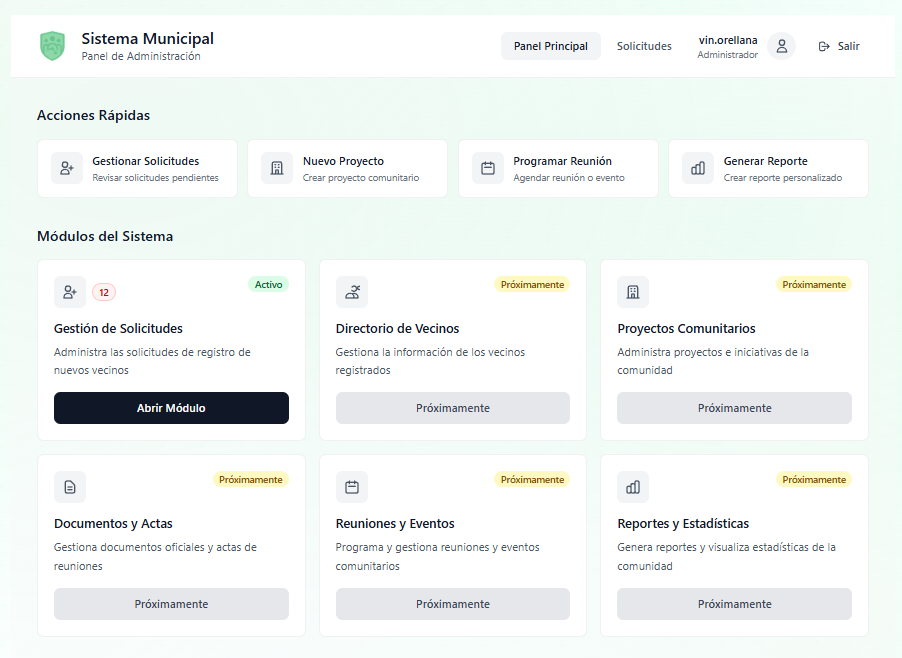 Sistema Municipal
Panel de Administración
Panel Principal
Solicitudes
vin.orellana
Administrador
Salir
Acciones Rápidas
Gestionar Solicitudes
Revisar solicitudes pendientes
Nuevo Proyecto
Crear proyecto comunitario
Programar Reunión
Agendar reunión o evento
Generar Reporte
Crear reporte personalizado
Módulos del Sistema
12
Activo
Gestión de Solicitudes
Administra las solicitudes de registro de
nuevos vecinos
Abrir Módulo
Próximamente
Directorio de Vecinos
Gestiona la información de los vecinos
registrados
Próximamente
Próximamente
Proyectos Comunitarios
Administra proyectos e iniciativas de la
comunidad
Próximamente
Próximamente
Documentos y Actas
Gestiona documentos oficiales y actas de
reuniones
Próximamente
Próximamente
Reuniones y Eventos
Programa y gestiona reuniones y eventos
comunitarios
Próximamente
Próximamente
Reportes y Estadísticas
Genera reportes y visualiza estadísticas de la
comunidad
Próximamente